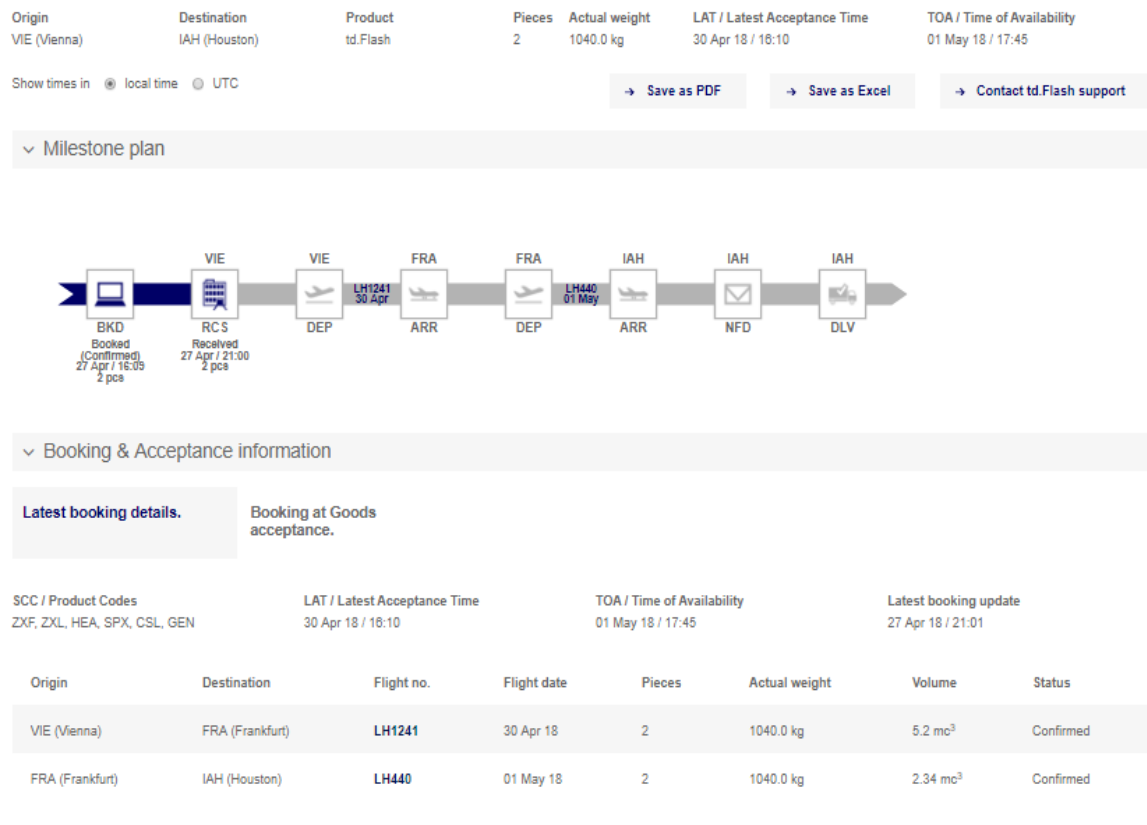 Origin Destination Product Pieces Actual weight LAT / Latest Acceptance Time TOA / Time of Availability
VIE (Vienna) IAH (Houston) td.Flash 2 1040.0 kg 30 Apr 18 / 16:10 01 May 18 / 17:45
Show times in local time UTC
→ Save as PDF → Save as Excel → Contact td.Flash support
Milestone plan
VIE VIE FRA FRA IAH IAH IAH
LH1241 LH440
30 Apr 01 May
BKD RCS DEP ARR DEP ARR NFD DLV
Booked Received
(Confirmed) 27 Apr / 21:00
27 Apr / 16:09 2 pcs
2 pcs
Booking & Acceptance information
Latest booking details. Booking at Goods
acceptance.
SCC / Product Codes LAT / Latest Acceptance Time TOA / Time of Availability Latest booking update
ZXF, ZXL, HEA, SPX, CSL, GEN 30 Apr 18 / 16:10 01 May 18 / 17:45 27 Apr 18 / 21:01
Origin Destination Flight no. Flight date Pieces Actual weight Volume Status
VIE (Vienna) FRA (Frankfurt) LH1241 30 Apr 18 2 1040.0 kg 5.2 mc³ Confirmed
FRA (Frankfurt) IAH (Houston) LH440 01 May 18 2 1040.0 kg 2.34 mc³ Confirmed